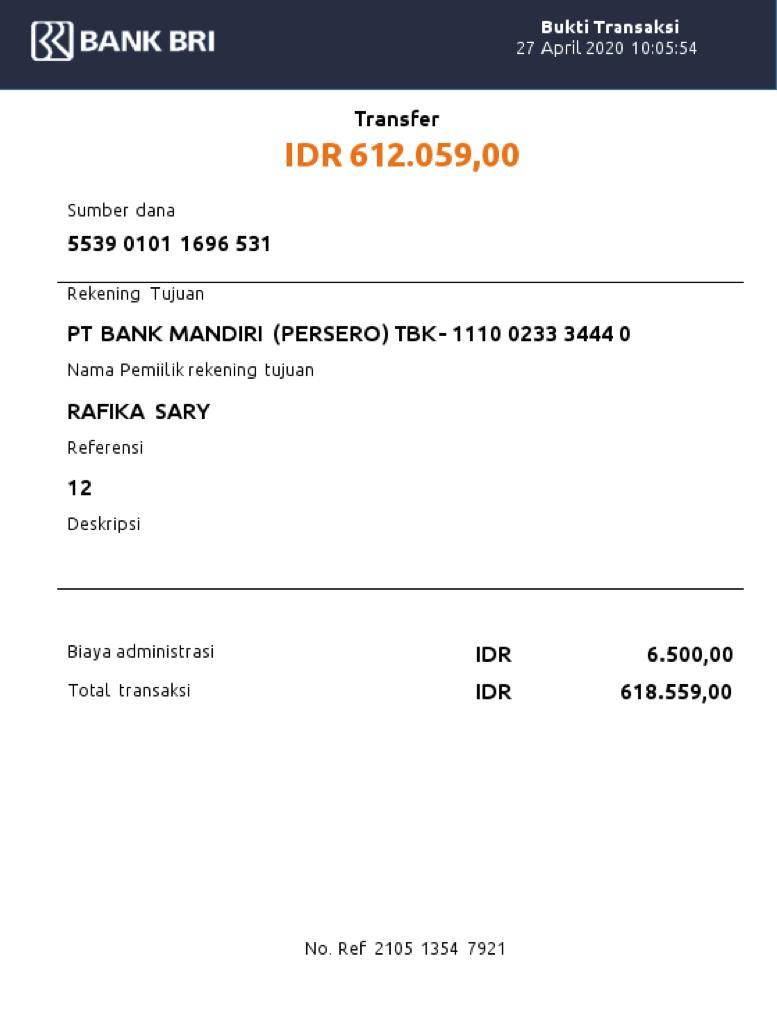 BANK BRI
Bukti Transaksi
27 April 2020 10:05:54
Transfer
IDR 612.059,00
Sumber dana
5539 0101 1696 531
Rekening Tujuan
PT BANK MANDIRI (PERSERO) TBK- 1110 0233 3444 0
Nama Pemiilik rekening tujuan
RAFIKA SARY
Referensi
12
Deskripsi
Biaya administrasi IDR 6.500,00
Total transaksi IDR 618.559,00
No. Ref 2105 1354 7921